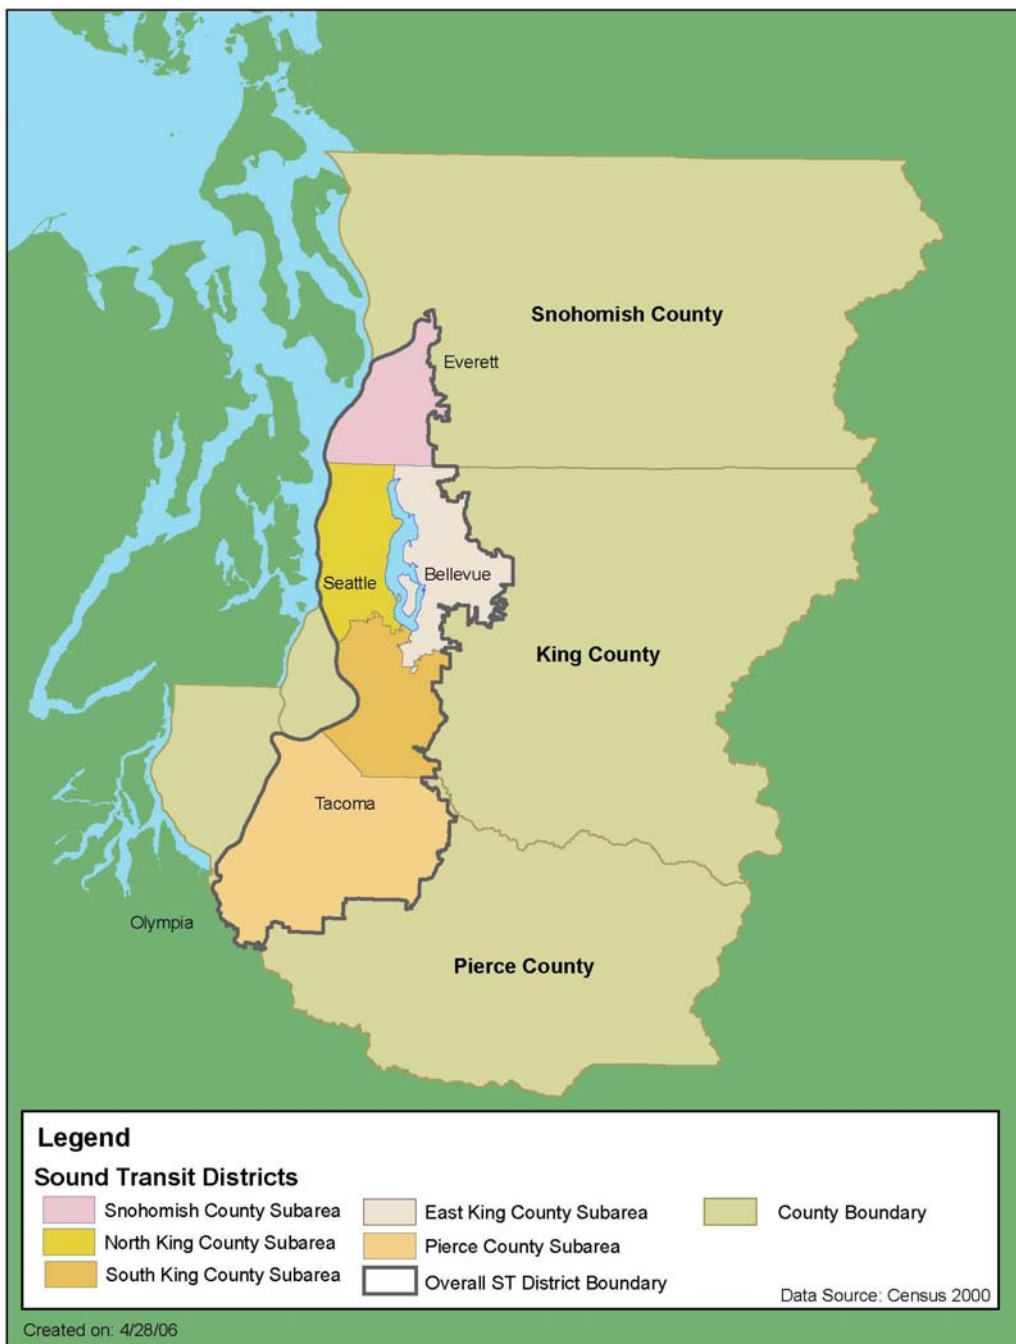 Snohomish County
Everett
Seattle
Bellevue
King County
Tacoma
Olympia
Pierce County
Legend
Sound Transit Districts
Snohomish County Subarea
North King County Subarea
South King County Subarea
East King County Subarea
Pierce County Subarea
Overall ST District Boundary
County Boundary
Data Source: Census 2000
Created on: 4/28/06